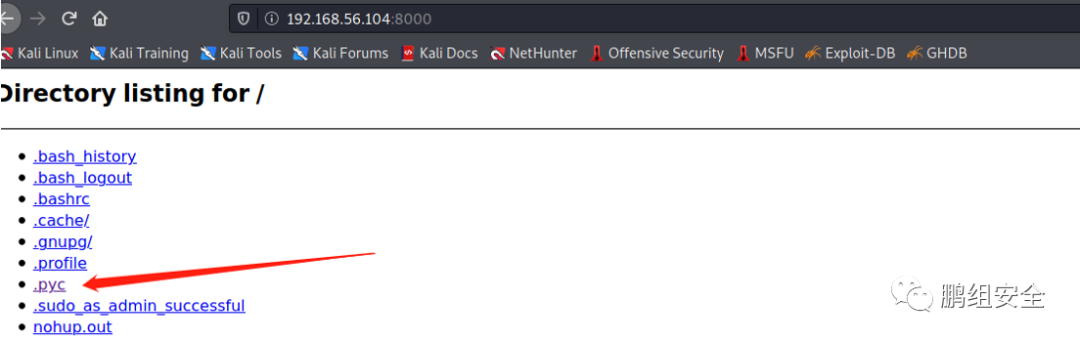 192.168.56.104:8000
Kali Linux Kali Training Kali Tools Kali Forums Kali Docs NetHunter Offensive Security MSFU Exploit-DB GHDB
Directory listing for /
.bash_history
.bash_logout
.bashrc
.cache/
.gnupg/
.profile
.pyc
.sudo_as_admin_successful
nohup.out
鹏组安全